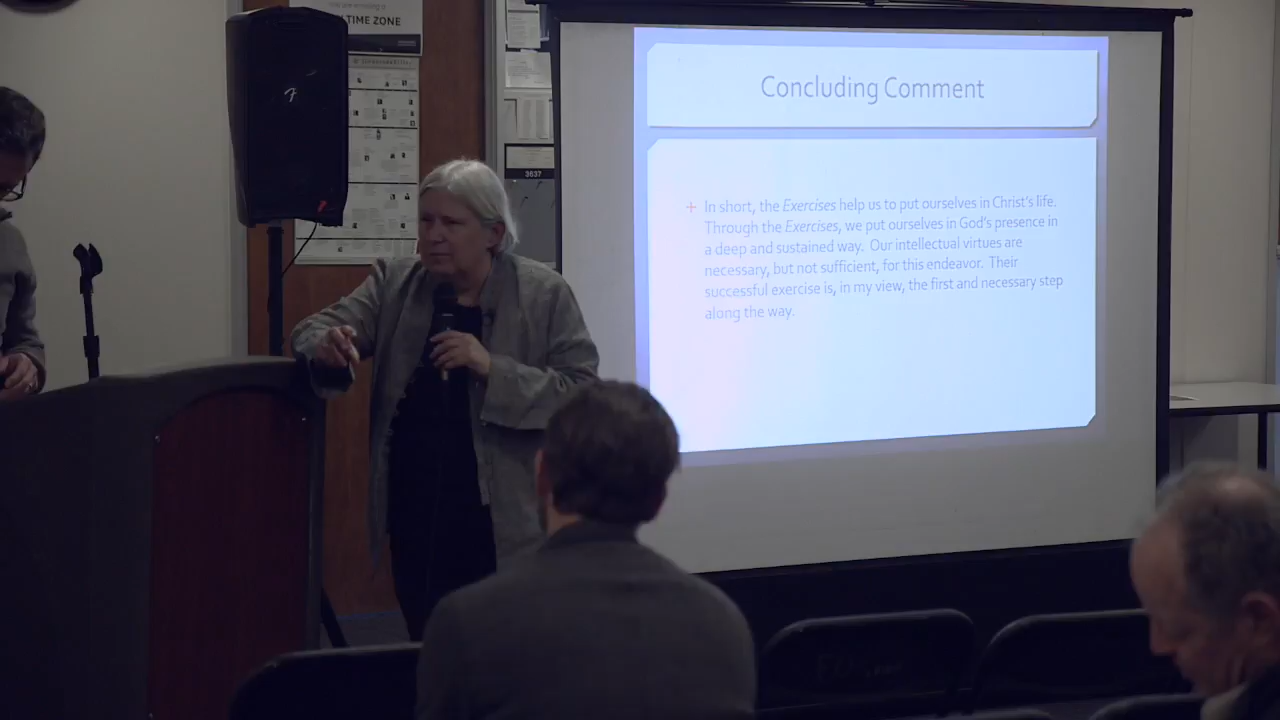 TIME ZONE
3637
Concluding Comment
+ In short, the Exercises help us to put ourselves in Christ's life.
Through the Exercises, we put ourselves in God's presence in
a deep and sustained way. Our intellectual virtues are
necessary, but not sufficient, for this endeavor. Their
successful exercise is, in my view, the first and necessary step
along the way.